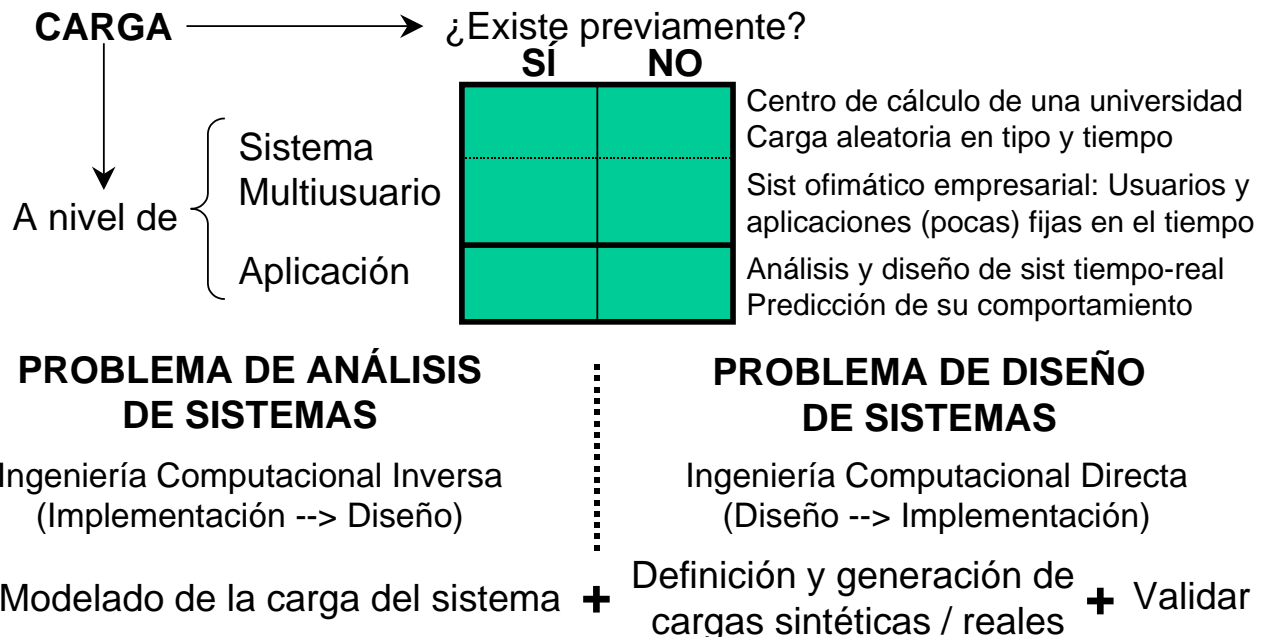 CARGA ¿Existe previamente?
SÍ NO
Centro de cálculo de una universidad
Carga aleatoria en tipo y tiempo
Sistema
Multiusuario
Sist ofimático empresarial: Usuarios y
aplicaciones (pocas) fijas en el tiempo
A nivel de
Aplicación
Análisis y diseño de sist tiempo-real
Predicción de su comportamiento
PROBLEMA DE ANÁLISIS
DE SISTEMAS
Ingeniería Computacional Inversa
(Implementación --> Diseño)
PROBLEMA DE DISEÑO
DE SISTEMAS
Ingeniería Computacional Directa
(Diseño --> Implementación)
Modelado de la carga del sistema +
Definición y generación de
cargas sintéticas / reales
+ Validar